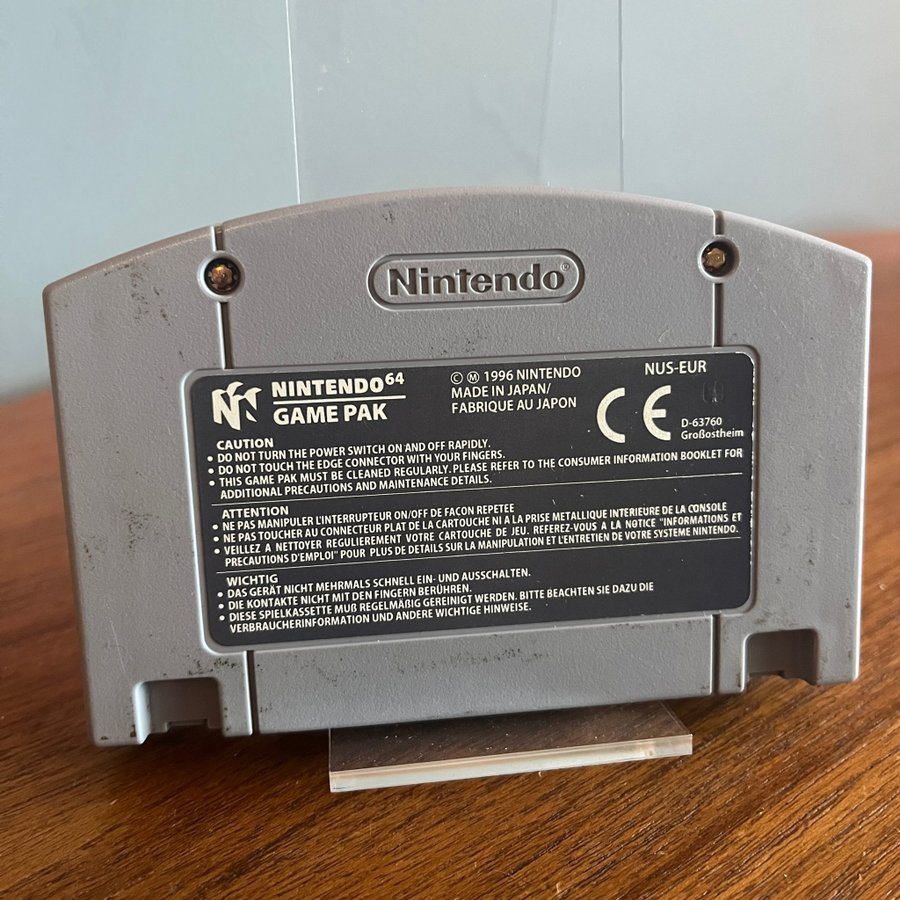 Nintendo®
NINTENDO64
GAME PAK
© Ⓜ 1996 NINTENDO
MADE IN JAPAN/
FABRIQUE AU JAPON
NUS-EUR
CE
D-63760
Großostheim
CAUTION
• DO NOT TURN THE POWER SWITCH ON AND OFF RAPIDLY.
• DO NOT TOUCH THE EDGE CONNECTOR WITH YOUR FINGERS.
• THIS GAME PAK MUST BE CLEANED REGULARLY. PLEASE REFER TO THE CONSUMER INFORMATION BOOKLET FOR
ADDITIONAL PRECAUTIONS AND MAINTENANCE DETAILS.
ATTENTION
• NE PAS MANIPULER L'INTERRUPTEUR ON/OFF DE FACON REPETEE
• NE PAS TOUCHER AU CONNECTEUR PLAT DE LA CARTOUCHE NI A LA PRISE METALLIQUE INTERIEURE DE LA CONSOLE
• VEILLEZ A NETTOYER REGULIEREMENT VOTRE CARTOUCHE DE JEU. REFEREZ-VOUS A LA NOTICE "INFORMATIONS ET
PRECAUTIONS D'EMPLOI" POUR PLUS DE DETAILS SUR LA MANIPULATION ET L'ENTRETIEN DE VOTRE SYSTEME NINTENDO.
WICHTIG
• DAS GERÄT NICHT MEHRMALS SCHNELL EIN- UND AUSSCHALTEN.
• DIE KONTAKTE NICHT MIT DEN FINGERN BERÜHREN.
• DIESE SPIELKASSETTE MUß REGELMÄßIG GEREINIGT WERDEN. BITTE BEACHTEN SIE DAZU DIE
VERBRAUCHERINFORMATION UND ANDERE WICHTIGE HINWEISE.